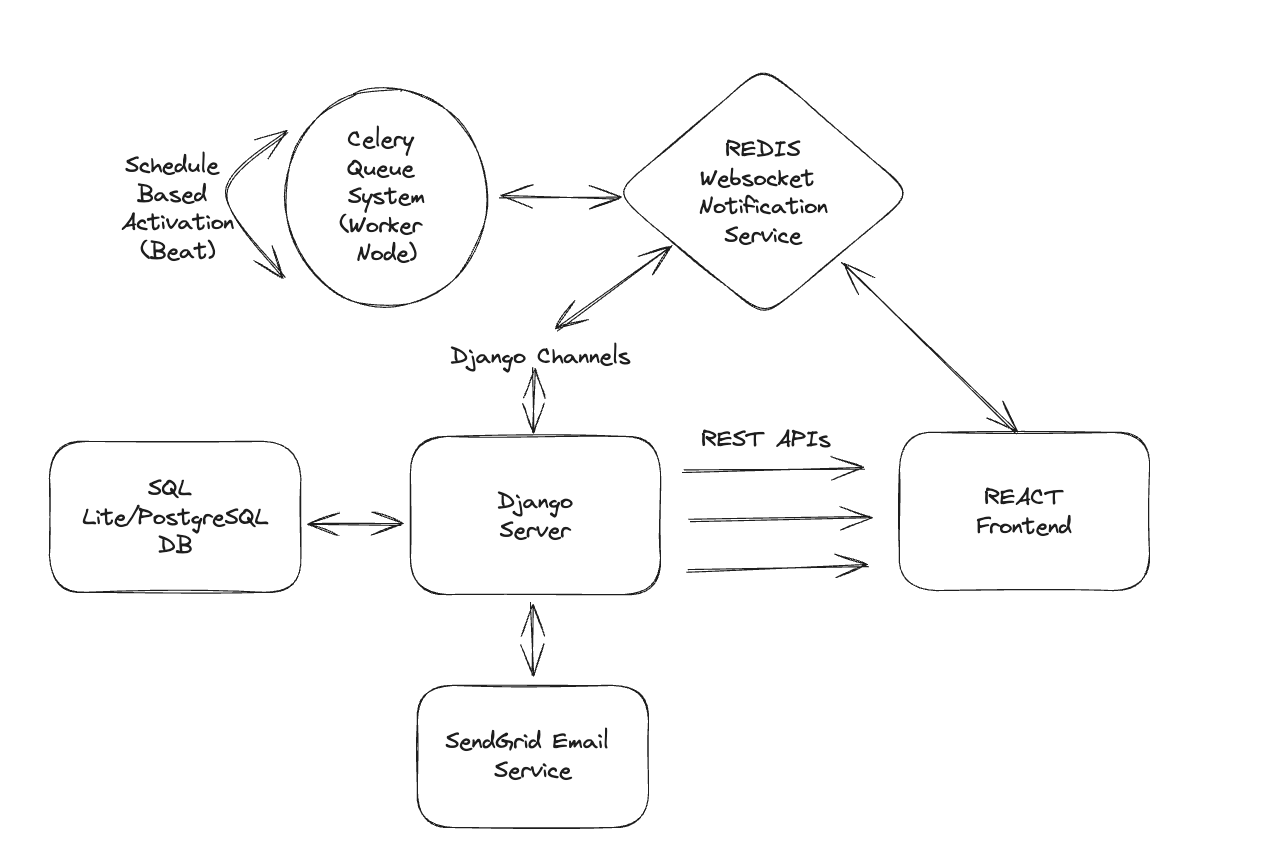 Celery
Queue
System
(Worker
Node)
Schedule
Based
Activation
(Beat)
REDIS
Websocket
Notification
Service
Django Channels
REST APIs
SQL
Lite/PostgreSQL
DB
Django
Server
REACT
Frontend
SendGrid Email
Service